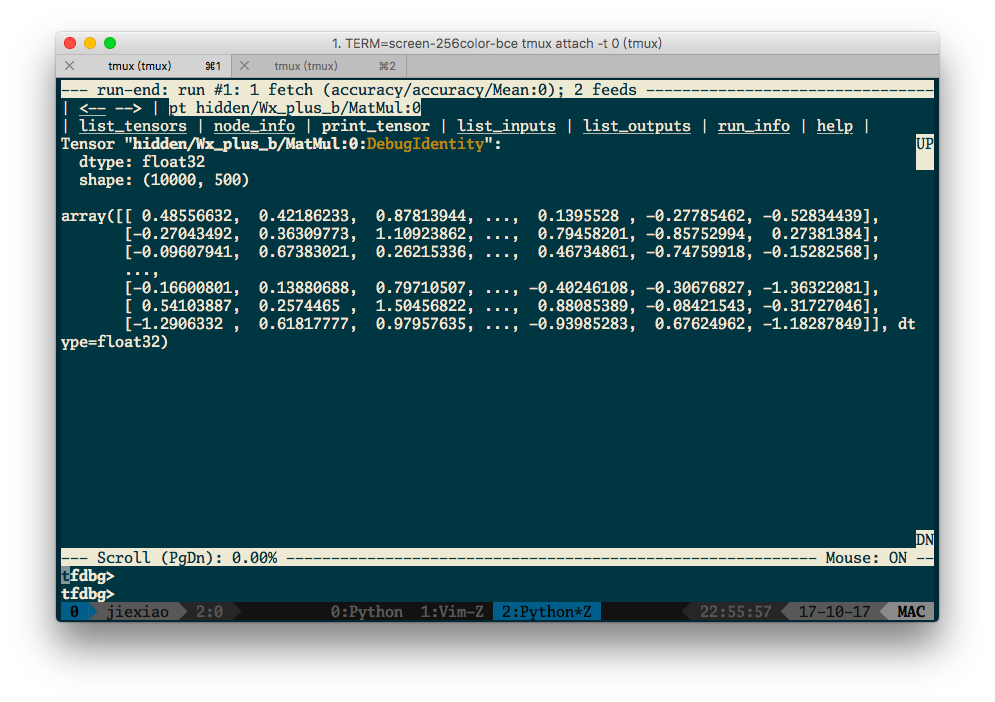 1. TERM=screen-256color-bce tmux attach -t 0 (tmux)
tmux (tmux) ⌘1 tmux (tmux) ⌘2
--- run-end: run #1: 1 fetch (accuracy/accuracy/Mean:0); 2 feeds --------------------------------
| <-- --> | pt hidden/Wx_plus_b/MatMul:0
| list_tensors | node_info | print_tensor | list_inputs | list_outputs | run_info | help |
Tensor "hidden/Wx_plus_b/MatMul:0:DebugIdentity": UP
dtype: float32
shape: (10000, 500)
array([[ 0.48556632, 0.42186233, 0.87813944, ..., 0.1395528 , -0.27785462, -0.52834439],
[-0.27043492, 0.36309773, 1.10923862, ..., 0.79458201, -0.85752994, 0.27381384],
[-0.09607941, 0.67383021, 0.26215336, ..., 0.46734861, -0.74759918, -0.15282568],
...,
[-0.16600801, 0.13880688, 0.79710507, ..., -0.40246108, -0.30676827, -1.36322081],
[ 0.54103887, 0.2574465 , 1.50456822, ..., 0.88085389, -0.08421543, -0.31727046],
[-1.2906332 , 0.61817777, 0.97957635, ..., -0.93985283, 0.67624962, -1.18287849]], dt
ype=float32)
DN
--- Scroll (PgDn): 0.00% ----------------------------------------------------------- Mouse: ON --
tfdbg>
tfdbg>
0 jiexiao 2:0 0:Python 1:Vim-Z 2:Python*Z 22:55:57 17-10-17 MAC